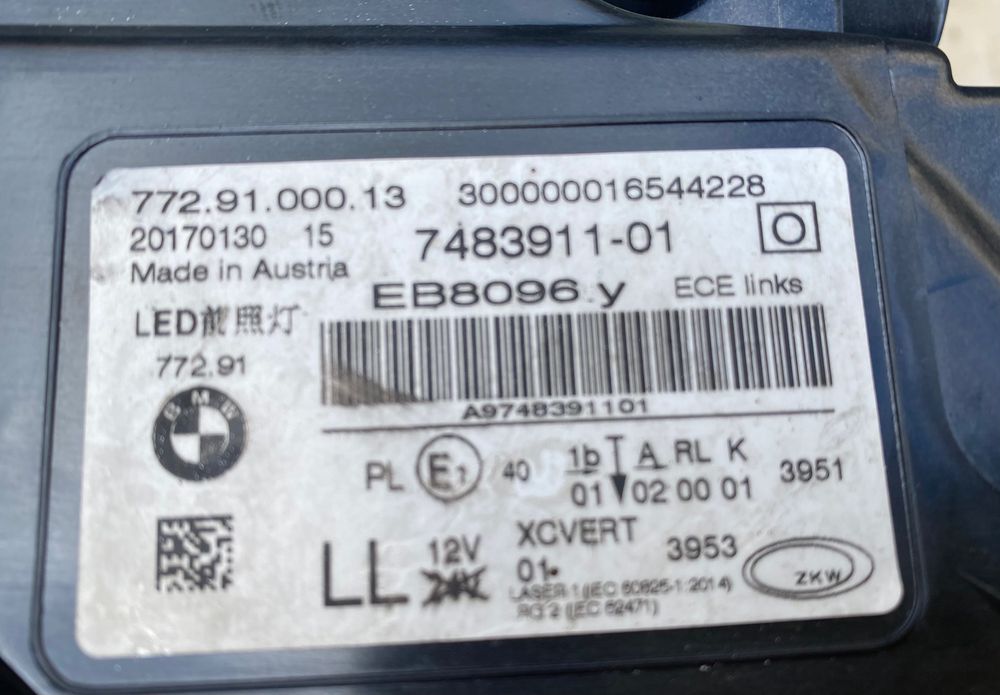 772.91.000.13 300000016544228
20170130 15 7483911-01 O
Made in Austria
EB8096 y ECE links
LED前照灯
772.91
A9748391101
BMW
PL E1 40 1b A RL K 3951
01 02 00 01
LL 12V XCVERT 3953
24V 01
ZKW
LASER 1 (IEC 60825-1:2014)
RG 2 (IEC 62471)